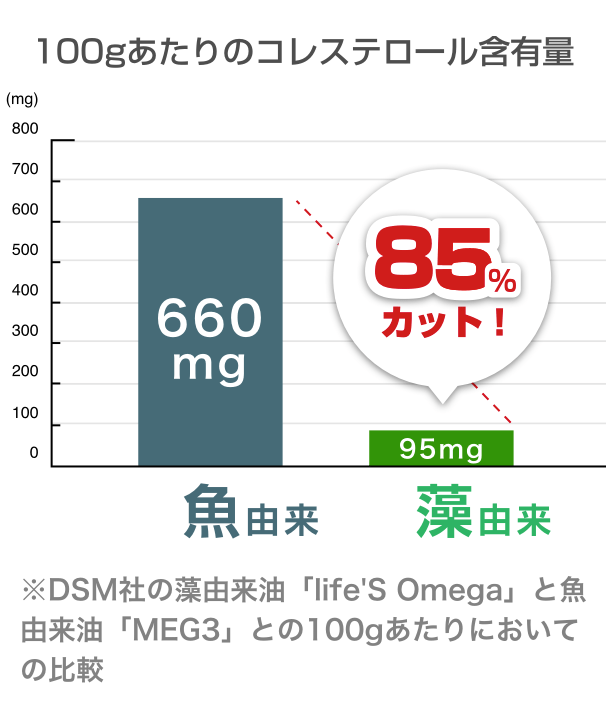 100gあたりのコレステロール含有量
(mg)
800
700
600
500
400
300
200
100
0
660
mg
85%
カット！
95mg
魚由来
藻由来
※DSM社の藻由来油「life'S Omega」と魚
由来油「MEG3」との100gあたりにおいて
の比較